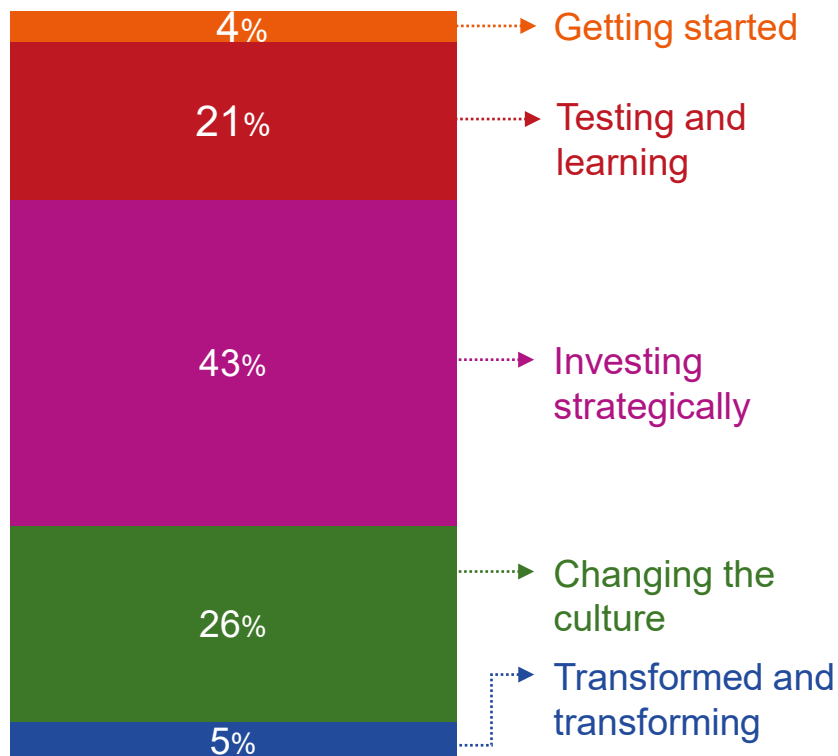 4%
Getting started
21%
Testing and
learning
43%
Investing
strategically
26%
Changing the
culture
5%
Transformed and
transforming